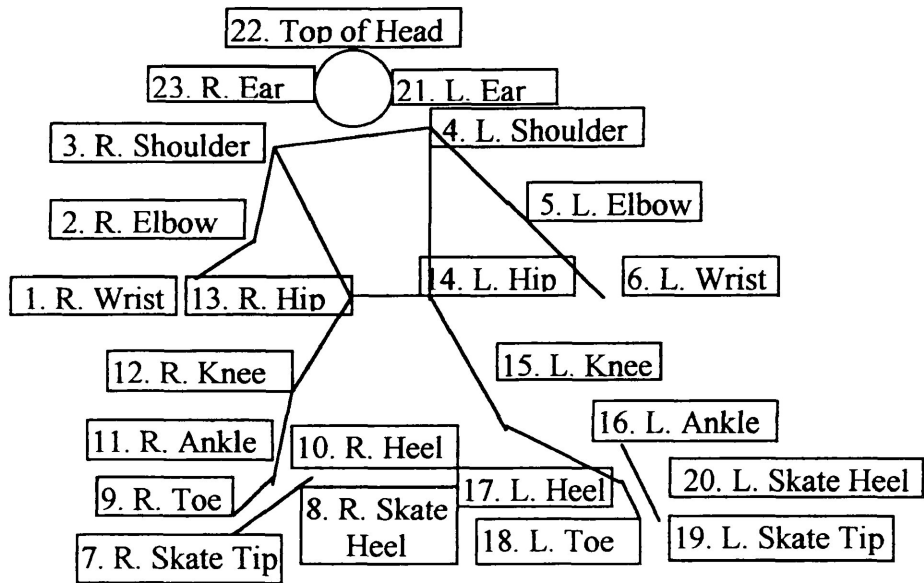 22. Top of Head
23. R. Ear
21. L. Ear
3. R. Shoulder
4. L. Shoulder
2. R. Elbow
5. L. Elbow
1. R. Wrist
13. R. Hip
14. L. Hip
6. L. Wrist
12. R. Knee
15. L. Knee
11. R. Ankle
10. R. Heel
16. L. Ankle
9. R. Toe
8. R. Skate
Heel
17. L. Heel
20. L. Skate Heel
7. R. Skate Tip
18. L. Toe
19. L. Skate Tip